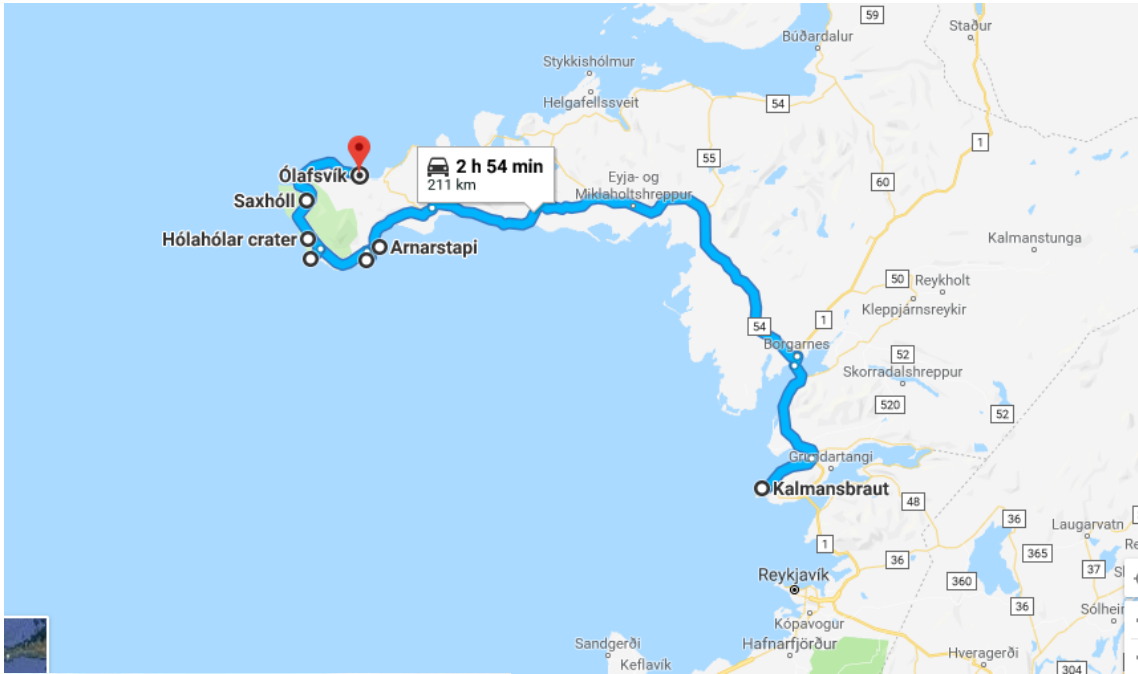 59
Staður
Búðardalur
Stykkishólmur
Helgafellssveit
54
1
55
Ólafsvík
2 h 54 min
211 km
Eyja- og
Miklaholtshreppur
60
Saxhóll
Hólahólar crater
Arnarstapi
Kalmanstunga
50
Reykholt
Kleppjárnsreykir
54
1
Borgarnes
52
Skorradalshreppur
520
52
Grundartangi
Kalmansbraut
48
36
Laugarvatn
1
36
365
37
Reykjavík
360
36
Kópavogur
Sandgerði
Hafnarfjörður
Keflavík
Hveragerði
304